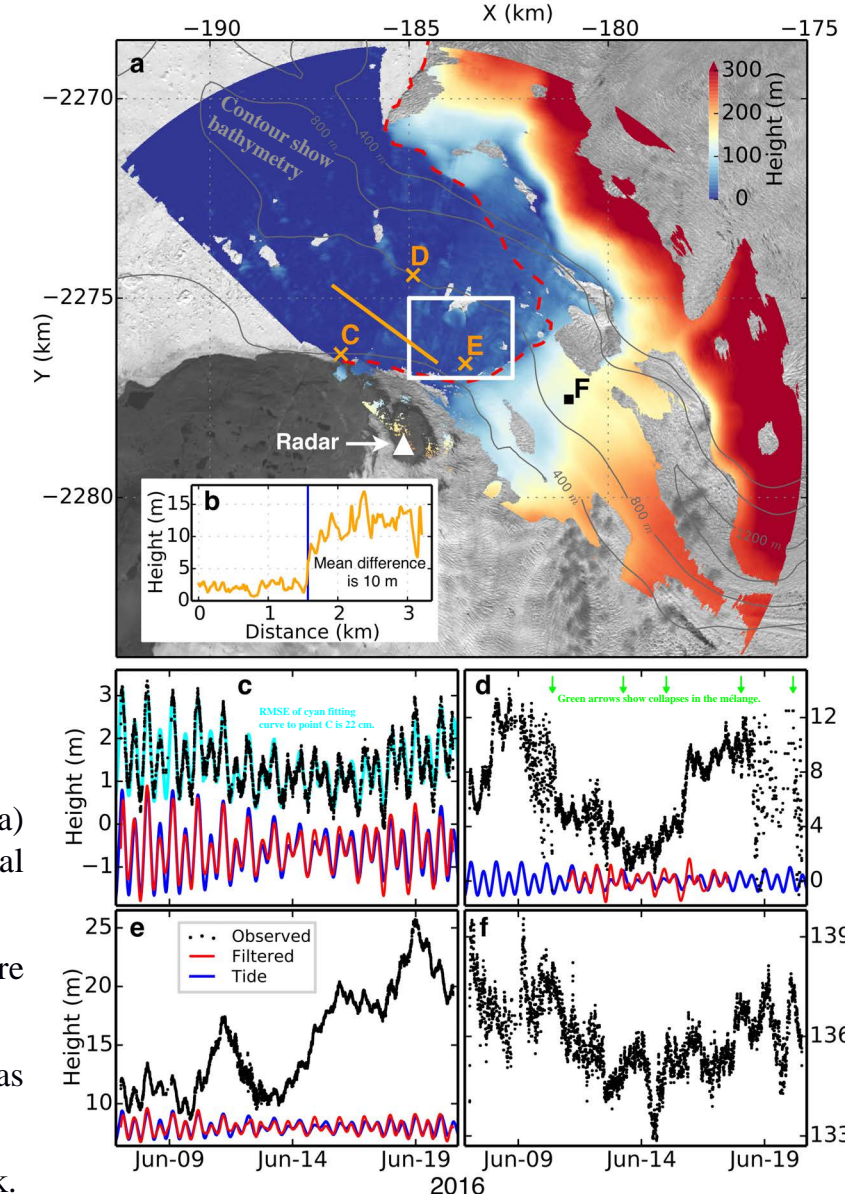 X (km)
−190 −185 −180 −175
a
300
200
100
0
Height (m)
−2270
−2275
−2280
Y (km)
Contour show
bathymetry
800 m
400 m
D
C
E
F
Radar
400 m
800 m
1200 m
b
15
10
5
0
Height (m)
Mean difference
is 10 m
0 1 2 3
Distance (km)
c
3
2
1
0
−1
Height (m)
RMSE of cyan fitting
curve to point C is 22 cm.
d
Green arrows show collapses in the mélange.
12
8
4
0
a)
al
re
as
k.
e
25
20
15
10
Height (m)
Observed
Filtered
Tide
f
139
136
133
Jun-09 Jun-14 Jun-19 Jun-09 Jun-14 Jun-19
2016